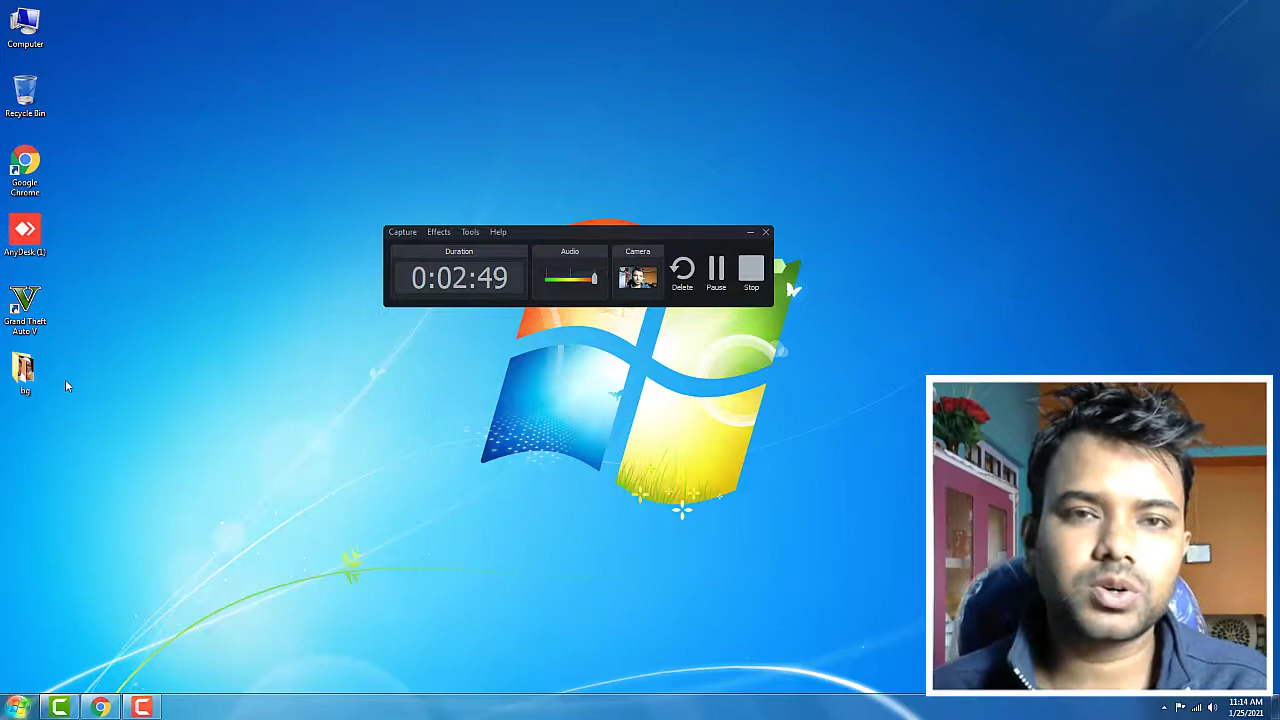 Computer
Recycle Bin
Google
Chrome
AnyDesk (1)
Grand Theft
Auto V
bg
Capture Effects Tools Help
Duration Audio Camera
0:02:49
Delete Pause Stop
11:14 AM
1/25/2021